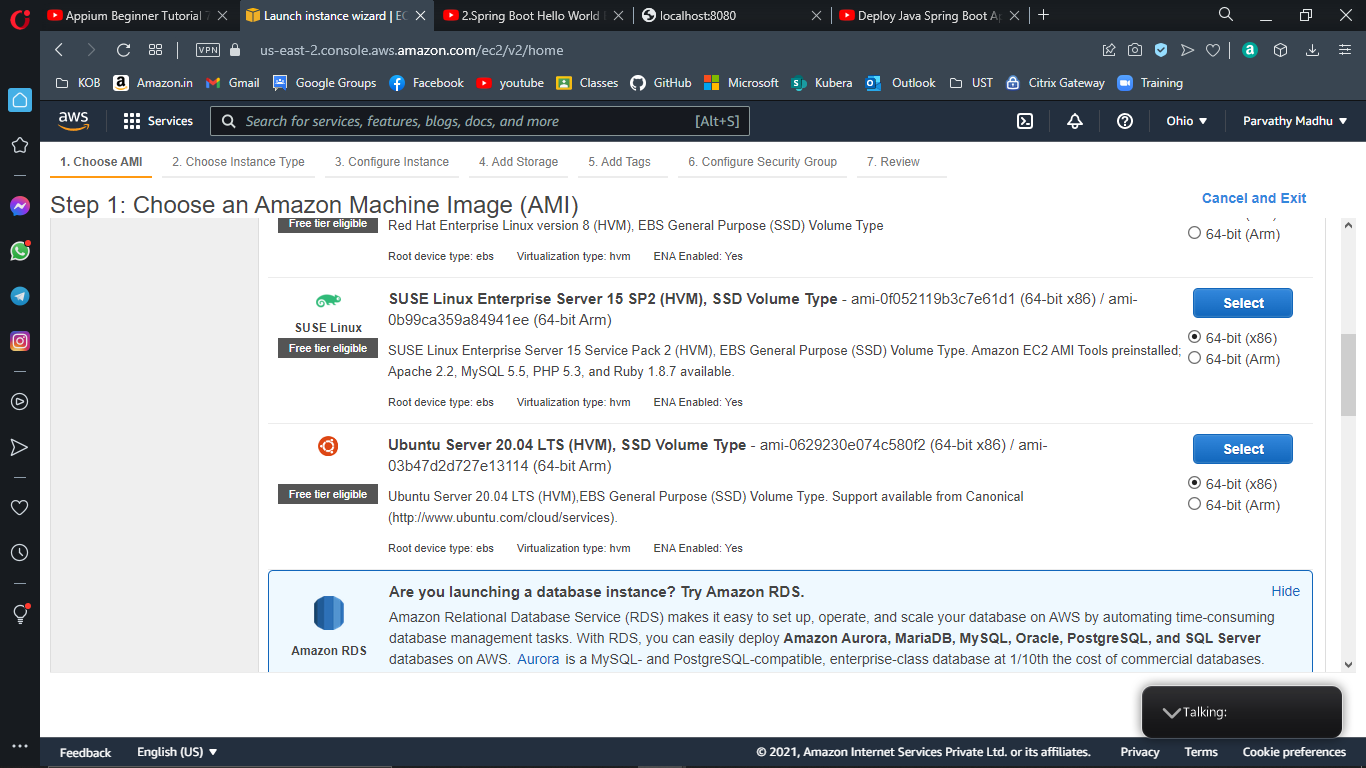 Appium Beginner Tutorial 7
Launch instance wizard | EC
2.Spring Boot Hello World
localhost:8080
Deploy Java Spring Boot Ap
VPN
us-east-2.console.aws.amazon.com/ec2/v2/home
KOB
Amazon.in
Gmail
Google Groups
Facebook
youtube
Classes
GitHub
Microsoft
Kubera
Outlook
UST
Citrix Gateway
Training
aws
Services
Search for services, features, blogs, docs, and more
[Alt+S]
Ohio
Parvathy Madhu
1. Choose AMI
2. Choose Instance Type
3. Configure Instance
4. Add Storage
5. Add Tags
6. Configure Security Group
7. Review
Step 1: Choose an Amazon Machine Image (AMI)
Cancel and Exit
Free tier eligible
Red Hat Enterprise Linux version 8 (HVM), EBS General Purpose (SSD) Volume Type
64-bit (Arm)
Root device type: ebs
Virtualization type: hvm
ENA Enabled: Yes
SUSE Linux
Free tier eligible
SUSE Linux Enterprise Server 15 SP2 (HVM), SSD Volume Type - ami-0f052119b3c7e61d1 (64-bit x86) / ami-
0b99ca359a84941ee (64-bit Arm)
SUSE Linux Enterprise Server 15 Service Pack 2 (HVM), EBS General Purpose (SSD) Volume Type. Amazon EC2 AMI Tools preinstalled;
Apache 2.2, MySQL 5.5, PHP 5.3, and Ruby 1.8.7 available.
Root device type: ebs
Virtualization type: hvm
ENA Enabled: Yes
Select
64-bit (x86)
64-bit (Arm)
Free tier eligible
Ubuntu Server 20.04 LTS (HVM), SSD Volume Type - ami-0629230e074c580f2 (64-bit x86) / ami-
03b47d2d727e13114 (64-bit Arm)
Ubuntu Server 20.04 LTS (HVM),EBS General Purpose (SSD) Volume Type. Support available from Canonical
(http://www.ubuntu.com/cloud/services).
Root device type: ebs
Virtualization type: hvm
ENA Enabled: Yes
Select
64-bit (x86)
64-bit (Arm)
Amazon RDS
Are you launching a database instance? Try Amazon RDS.
Hide
Amazon Relational Database Service (RDS) makes it easy to set up, operate, and scale your database on AWS by automating time-consuming
database management tasks. With RDS, you can easily deploy Amazon Aurora, MariaDB, MySQL, Oracle, PostgreSQL, and SQL Server
databases on AWS. Aurora is a MySQL- and PostgreSQL-compatible, enterprise-class database at 1/10th the cost of commercial databases.
Talking:
Feedback
English (US)
© 2021, Amazon Internet Services Private Ltd. or its affiliates.
Privacy
Terms
Cookie preferences